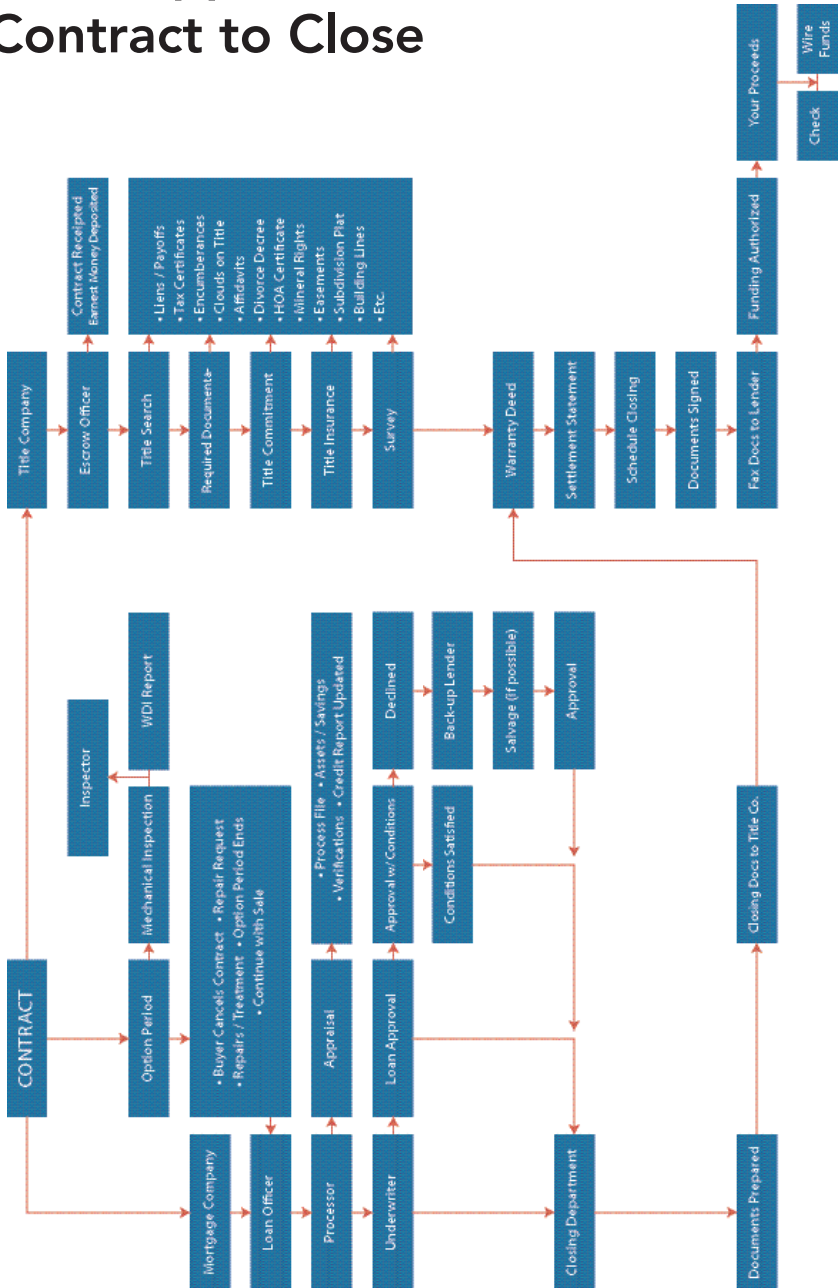 Contract to Close
CONTRACT
Mortgage Company
Loan Officer
Processor
Underwriter
Closing Department
Documents Prepared
Option Period
• Buyer Cancels Contract • Repair Request
• Repairs / Treatment • Option Period Ends
• Continue with Sale
Mechanical Inspection
WDI Report
Inspector
Appraisal
• Process File • Assets / Savings
• Verifications • Credit Report Updated
Loan Approval
Approval w/ Conditions
Conditions Satisfied
Declined
Back-up Lender
Salvage (if possible)
Approval
Closing Docs to Title Co.
Title Company
Escrow Officer
Contract Receipted
Earnest Money Deposited
Title Search
Required Documenta-
Title Commitment
Title Insurance
Survey
• Liens / Payoffs
• Tax Certificates
• Encumberances
• Clouds on Title
• Affidavits
• Divorce Decree
• HOA Certificate
• Mineral Rights
• Easements
• Subdivision Plat
• Building Lines
• Etc.
Warranty Deed
Settlement Statement
Schedule Closing
Documents Signed
Fax Docs to Lender
Funding Authorized
Your Proceeds
Check
Wire
Funds